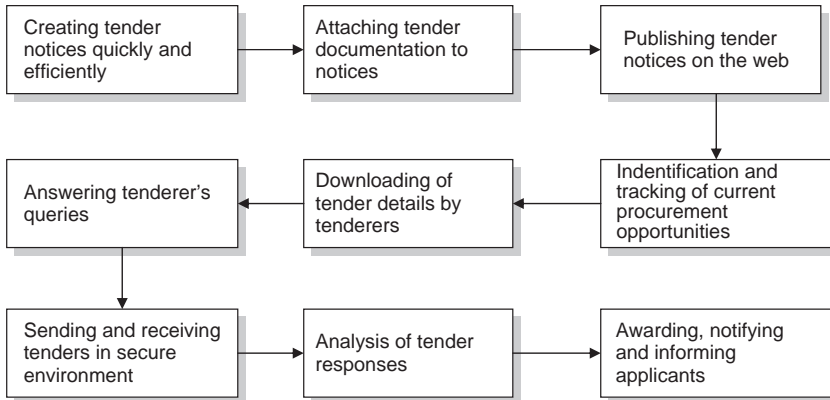 Creating tender
notices quickly and
efficiently
Attaching tender
documentation to
notices
Publishing tender
notices on the web
Indentification and
tracking of current
procurement
opportunities
Downloading of
tender details by
tenderers
Answering tenderer's
queries
Sending and receiving
tenders in secure
environment
Analysis of tender
responses
Awarding, notifying
and informing
applicants